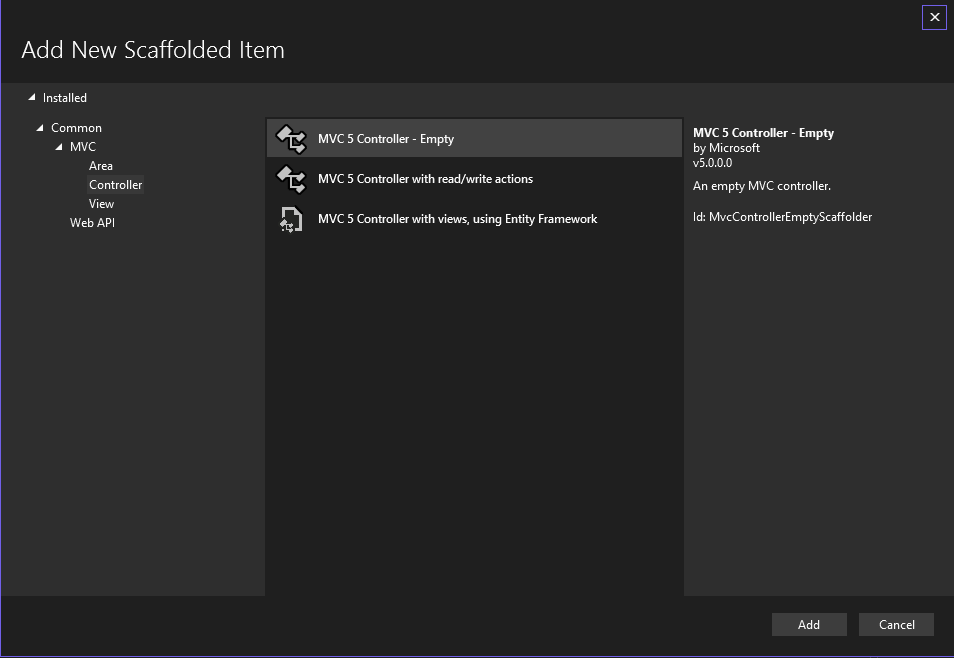 Add New Scaffolded Item
Installed
Common
MVC
Area
Controller
View
Web API
MVC 5 Controller - Empty
MVC 5 Controller with read/write actions
MVC 5 Controller with views, using Entity Framework
MVC 5 Controller - Empty
by Microsoft
v5.0.0.0
An empty MVC controller.
Id: MvcControllerEmptyScaffolder
Add
Cancel